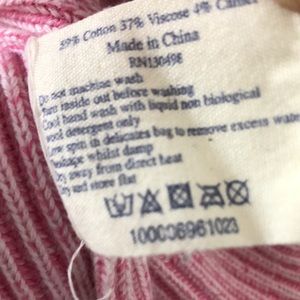 59% Cotton 37% Viscose 4% Camel
Made in China
RN130498
Do not machine wash
Turn inside out before washing
Cool hand wash with liquid non biological
wool detergent only
Low spin in delicates bag to remove excess water
whilst damp
Dry away from direct heat
Dry and store flat
100006961023